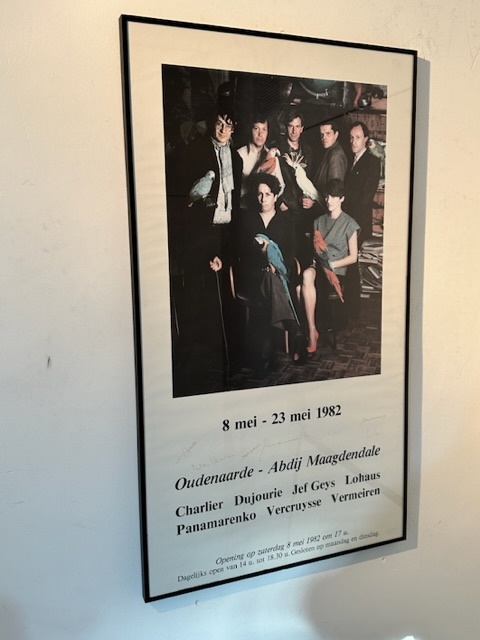 8 mei - 23 mei 1982
Oudenaarde - Abdij Maagdendale
Charlier Dujourie Jef Geys Lohaus
Panamarenko Vercruysse Vermeiren
Opening op zaterdag 8 mei 1982 om 17 u.
Dagelijks open van 14 u. tot 18.30 u. Gesloten op maandag en dinsdag.